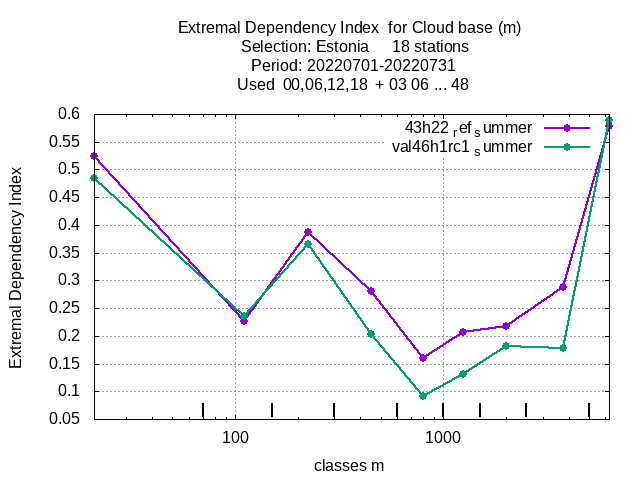 Extremal Dependency Index  for Cloud base (m)
Selection: Estonia     18 stations
Period: 20220701-20220731
Used  00,06,12,18  + 03 06 ... 48
43h22_ref_summer
val46h1rc1_summer
Extremal Dependency Index
0.6
0.55
0.5
0.45
0.4
0.35
0.3
0.25
0.2
0.15
0.1
0.05
100 1000
classes m